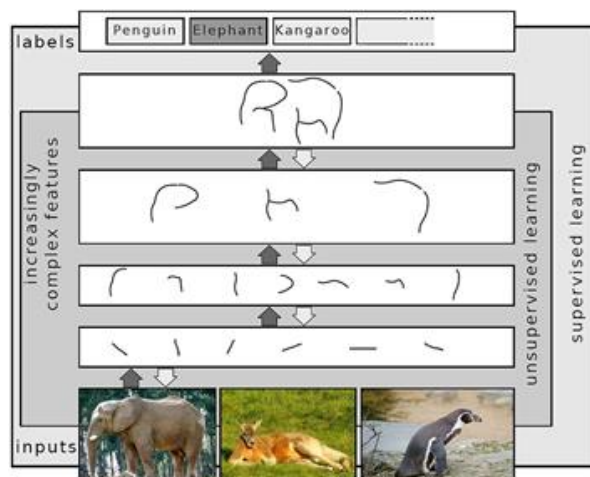 labels
Penguin
Elephant
Kangaroo
increasingly
complex features
unsupervised learning
supervised learning
inputs